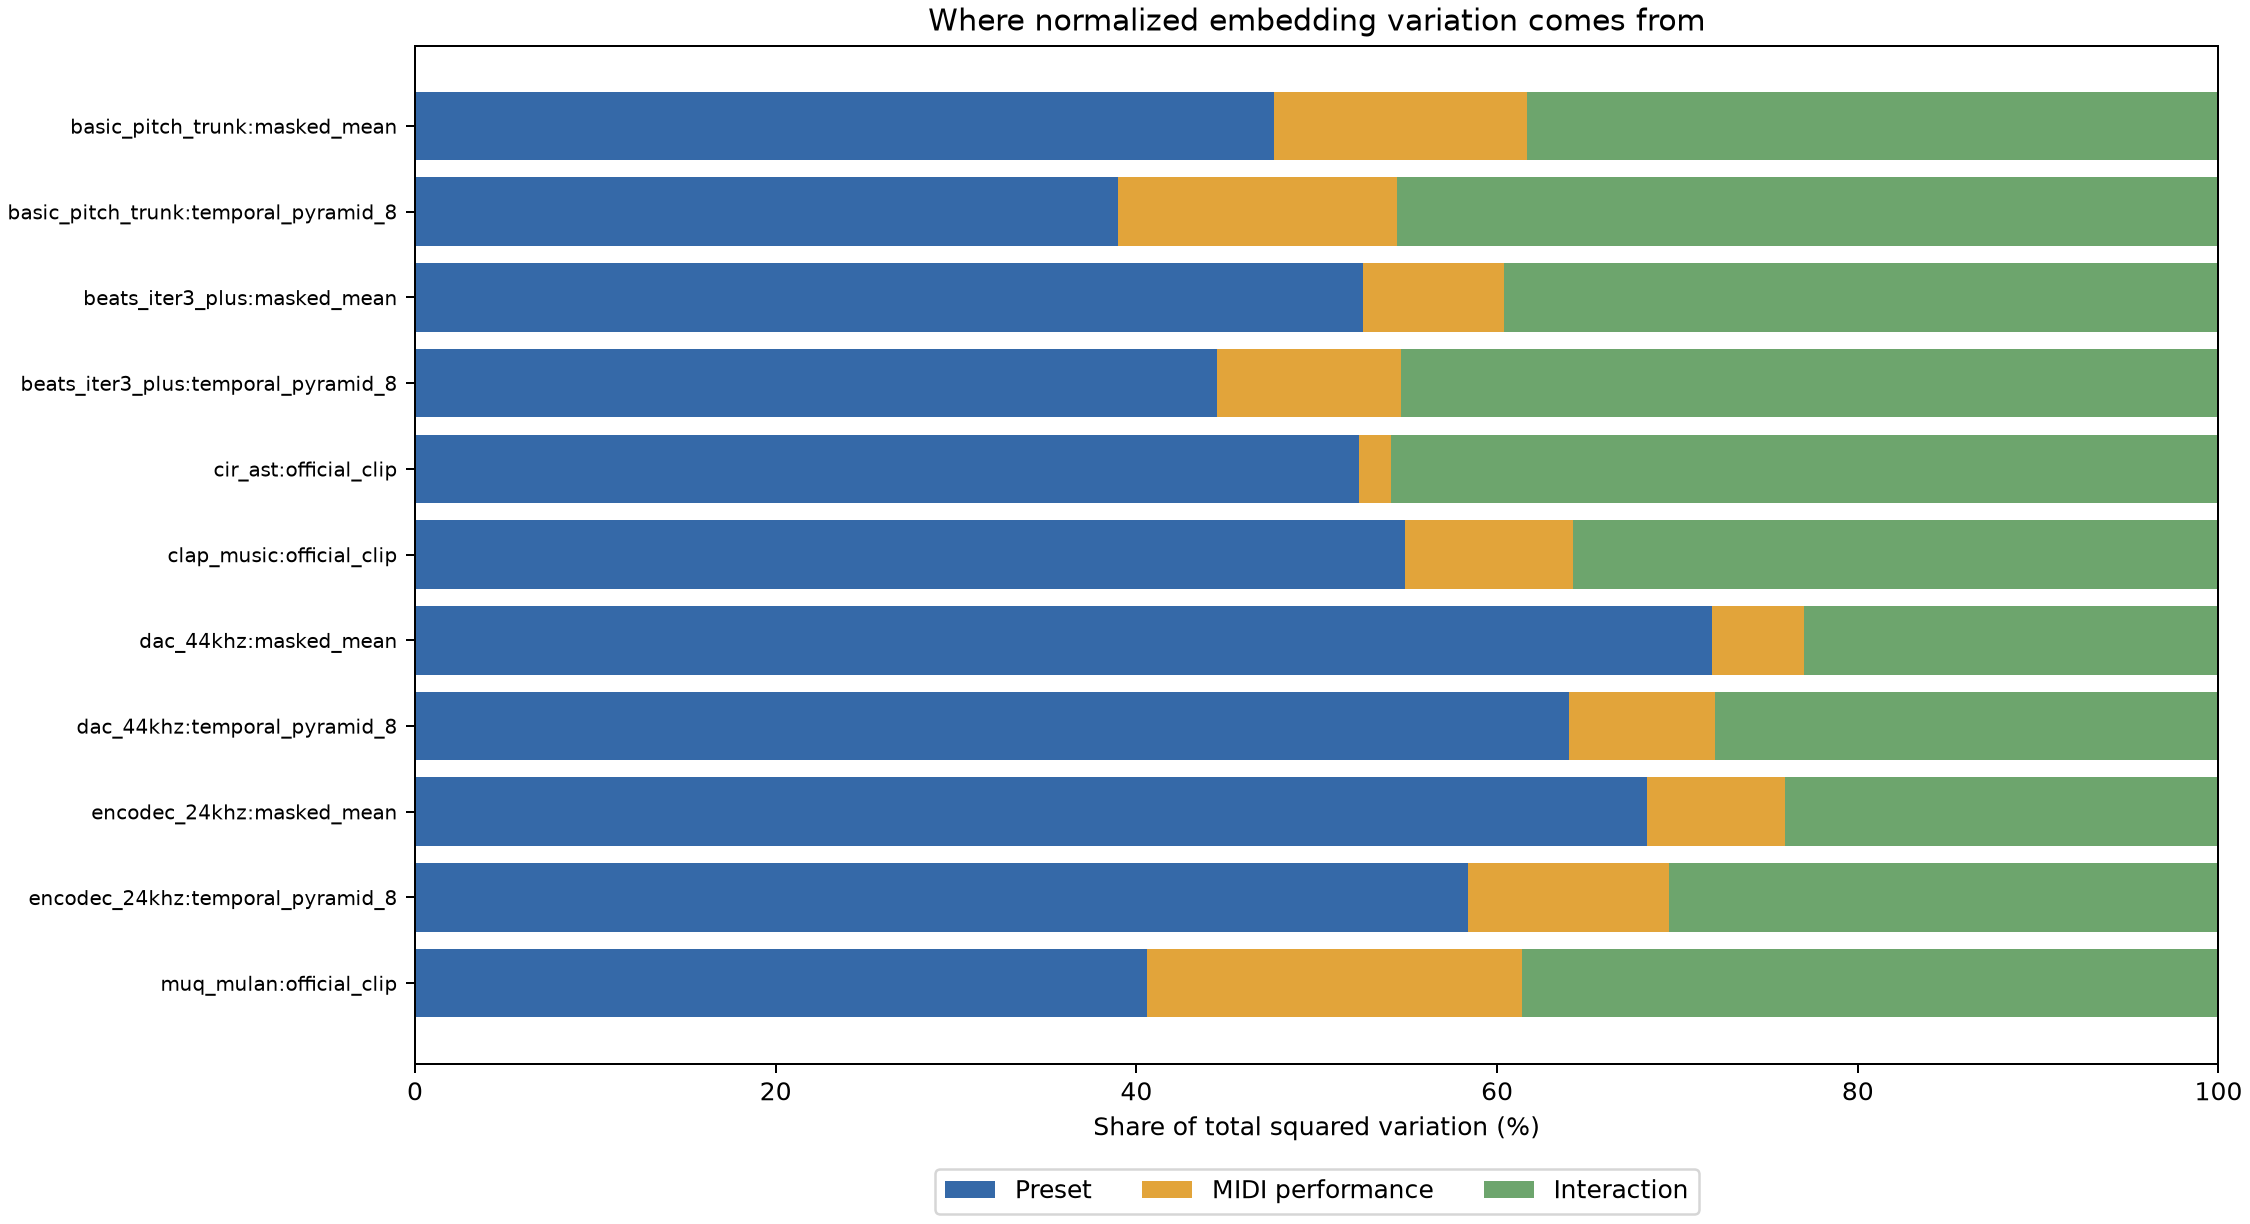 Where normalized embedding variation comes from
basic_pitch_trunk:masked_mean
basic_pitch_trunk:temporal_pyramid_8
beats_iter3_plus:masked_mean
beats_iter3_plus:temporal_pyramid_8
cir_ast:official_clip
clap_music:official_clip
dac_44khz:masked_mean
dac_44khz:temporal_pyramid_8
encodec_24khz:masked_mean
encodec_24khz:temporal_pyramid_8
muq_mulan:official_clip
0 20 40 60 80 100
Share of total squared variation (%)
Preset MIDI performance Interaction